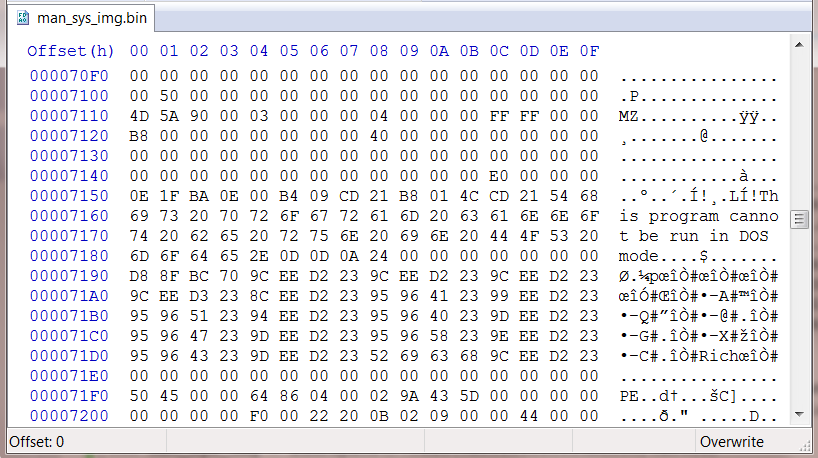 man_sys_img.bin
Offset(h) 00 01 02 03 04 05 06 07 08 09 0A 0B 0C 0D 0E 0F
000070F0 00 00 00 00 00 00 00 00 00 00 00 00 00 00 00 00 ................
00007100 00 50 00 00 00 00 00 00 00 00 00 00 00 00 00 00 .P..............
00007110 4D 5A 90 00 03 00 00 00 04 00 00 00 FF FF 00 00 MZ..........ÿÿ..
00007120 B8 00 00 00 00 00 00 00 40 00 00 00 00 00 00 00 ¸.......@.......
00007130 00 00 00 00 00 00 00 00 00 00 00 00 00 00 00 00 ................
00007140 00 00 00 00 00 00 00 00 00 00 00 00 E0 00 00 00 ............à...
00007150 0E 1F BA 0E 00 B4 09 CD 21 B8 01 4C CD 21 54 68 ..º..´.Í!¸.LÍ!Th
00007160 69 73 20 70 72 6F 67 72 61 6D 20 63 61 6E 6E 6F is program canno
00007170 74 20 62 65 20 72 75 6E 20 69 6E 20 44 4F 53 20 t be run in DOS
00007180 6D 6F 64 65 2E 0D 0D 0A 24 00 00 00 00 00 00 00 mode....$.......
00007190 D8 8F BC 70 9C EE D2 23 9C EE D2 23 9C EE D2 23 Ø.¼pœîÒ#œîÒ#œîÒ#
000071A0 9C EE D3 23 8C EE D2 23 95 96 41 23 99 EE D2 23 œîÓ#ŒîÒ#•–A#™îÒ#
000071B0 95 96 51 23 94 EE D2 23 95 96 40 23 9D EE D2 23 •–Q#”îÒ#•–@#.îÒ#
000071C0 95 96 47 23 9D EE D2 23 95 96 58 23 9E EE D2 23 •–G#.îÒ#•–X#žîÒ#
000071D0 95 96 43 23 9D EE D2 23 52 69 63 68 9C EE D2 23 •–C#.îÒ#RichœîÒ#
000071E0 00 00 00 00 00 00 00 00 00 00 00 00 00 00 00 00 ................
000071F0 50 45 00 00 64 86 04 00 02 9A 43 5D 00 00 00 00 PE..d†...šC]....
00007200 00 00 00 00 F0 00 22 20 0B 02 09 00 00 44 00 00 ....ð." .....D..
Offset: 0
Overwrite